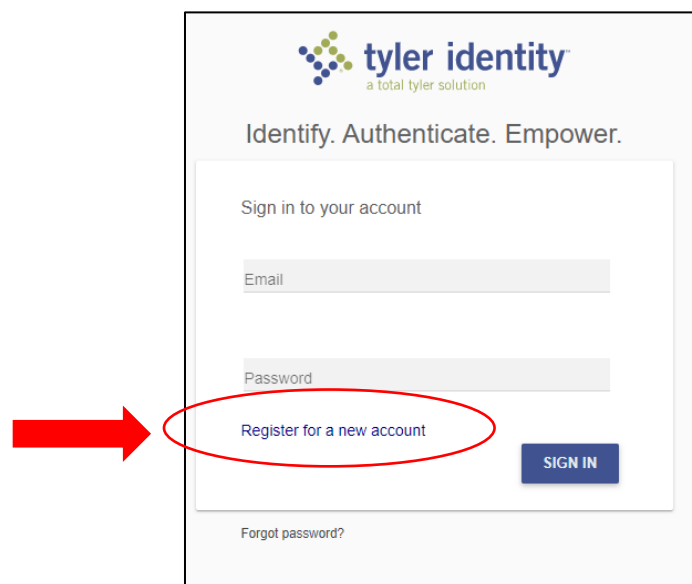 tyler identity™
a total tyler solution
Identify. Authenticate. Empower.
Sign in to your account
Email
Password
Register for a new account
SIGN IN
Forgot password?